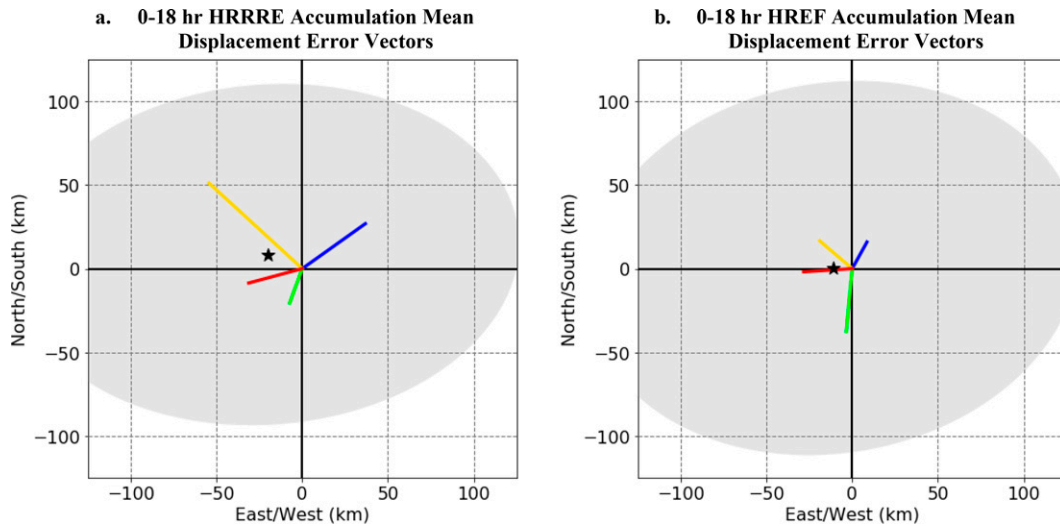 a. 0-18 hr HRRRE Accumulation Mean
Displacement Error Vectors
100
50
0
−50
−100
North/South (km)
−100 −50 0 50 100
East/West (km)
b. 0-18 hr HREF Accumulation Mean
Displacement Error Vectors
100
50
0
−50
−100
North/South (km)
−100 −50 0 50 100
East/West (km)